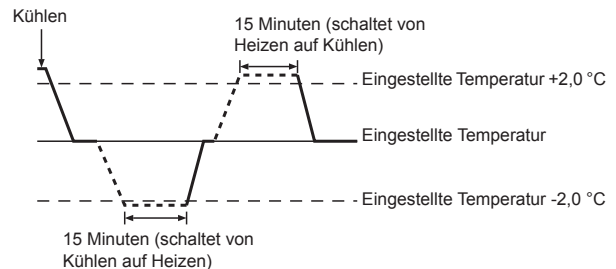 Kühlen
15 Minuten (schaltet von
Heizen auf Kühlen)
Eingestellte Temperatur +2,0 °C
Eingestellte Temperatur
Eingestellte Temperatur -2,0 °C
15 Minuten (schaltet von
Kühlen auf Heizen)